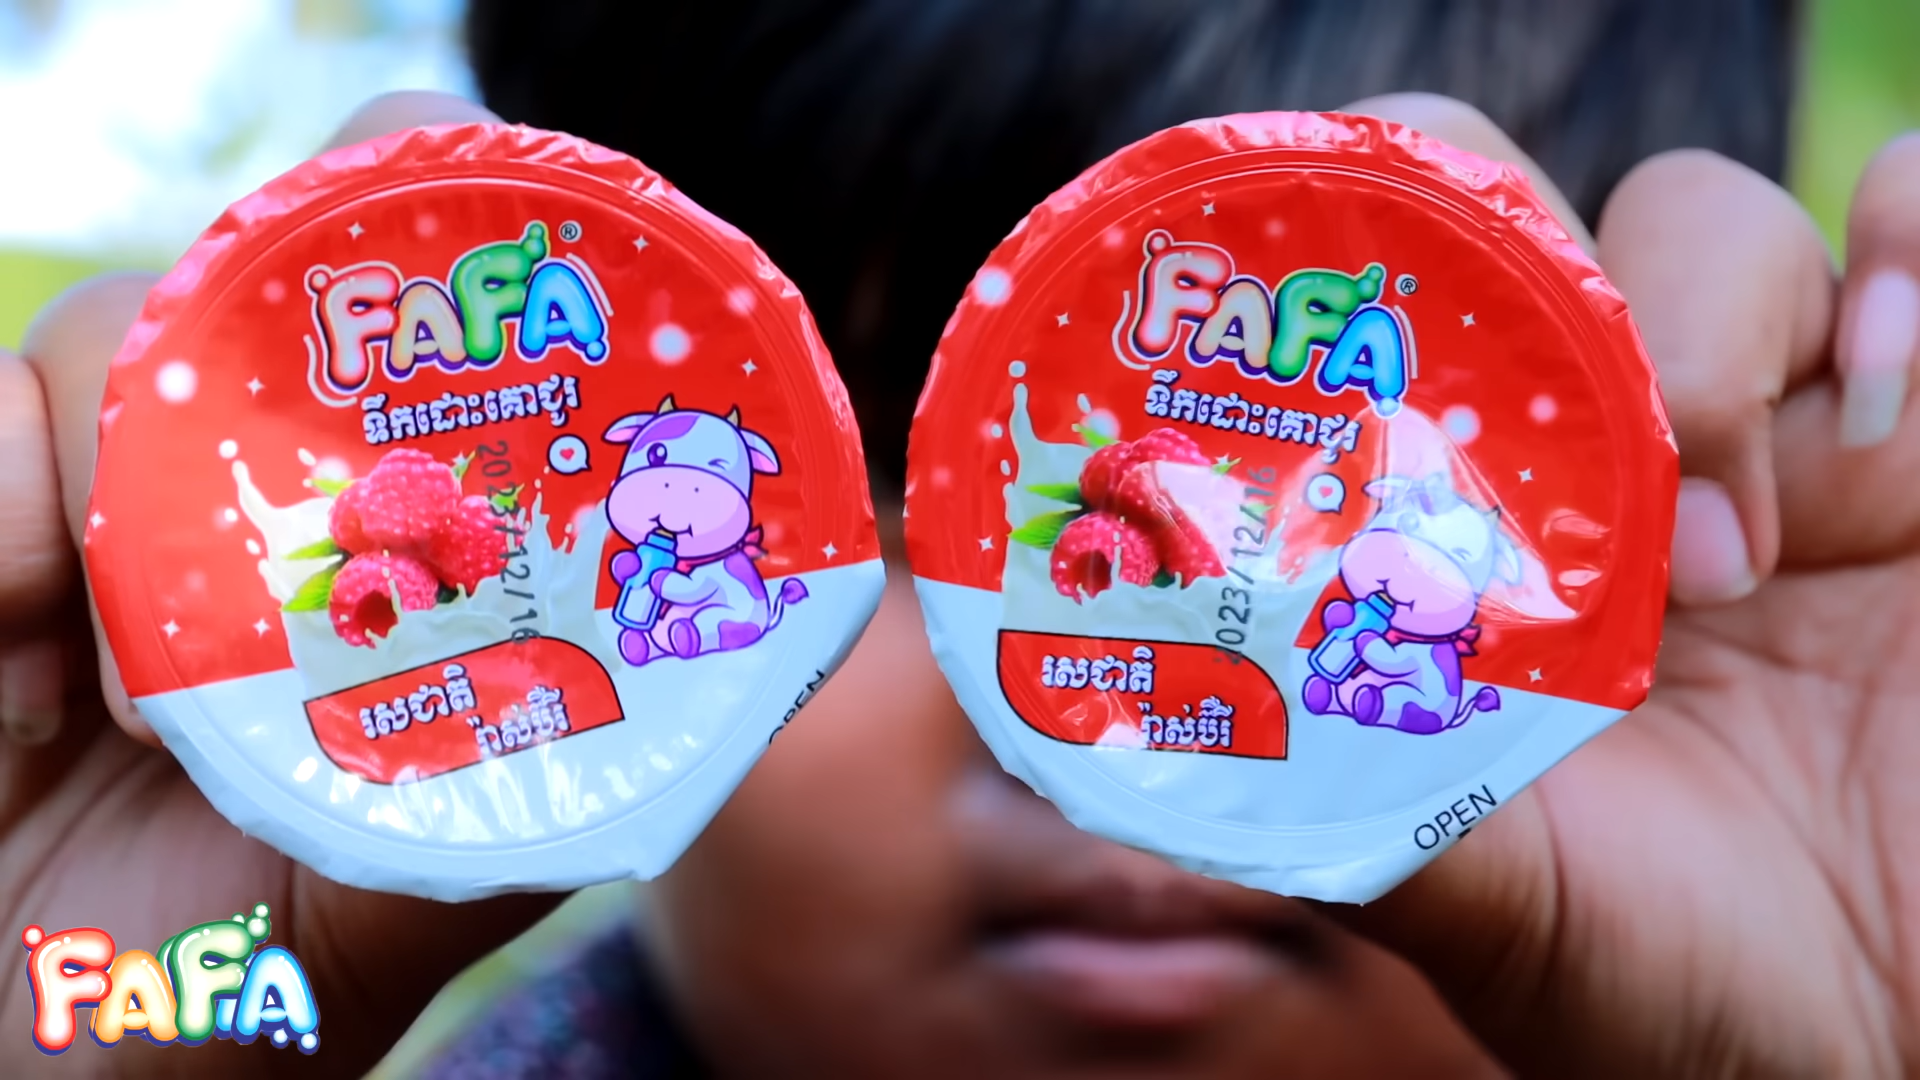 FAFA®
ទឹកដោះគោជូរ
2023/12/16
រសជាតិ
រ៉ាស់ប៊ឺរី
OPEN
FAFA®
ទឹកដោះគោជូរ
2023/12/16
រសជាតិ
រ៉ាស់ប៊ឺរី
OPEN
FAFA